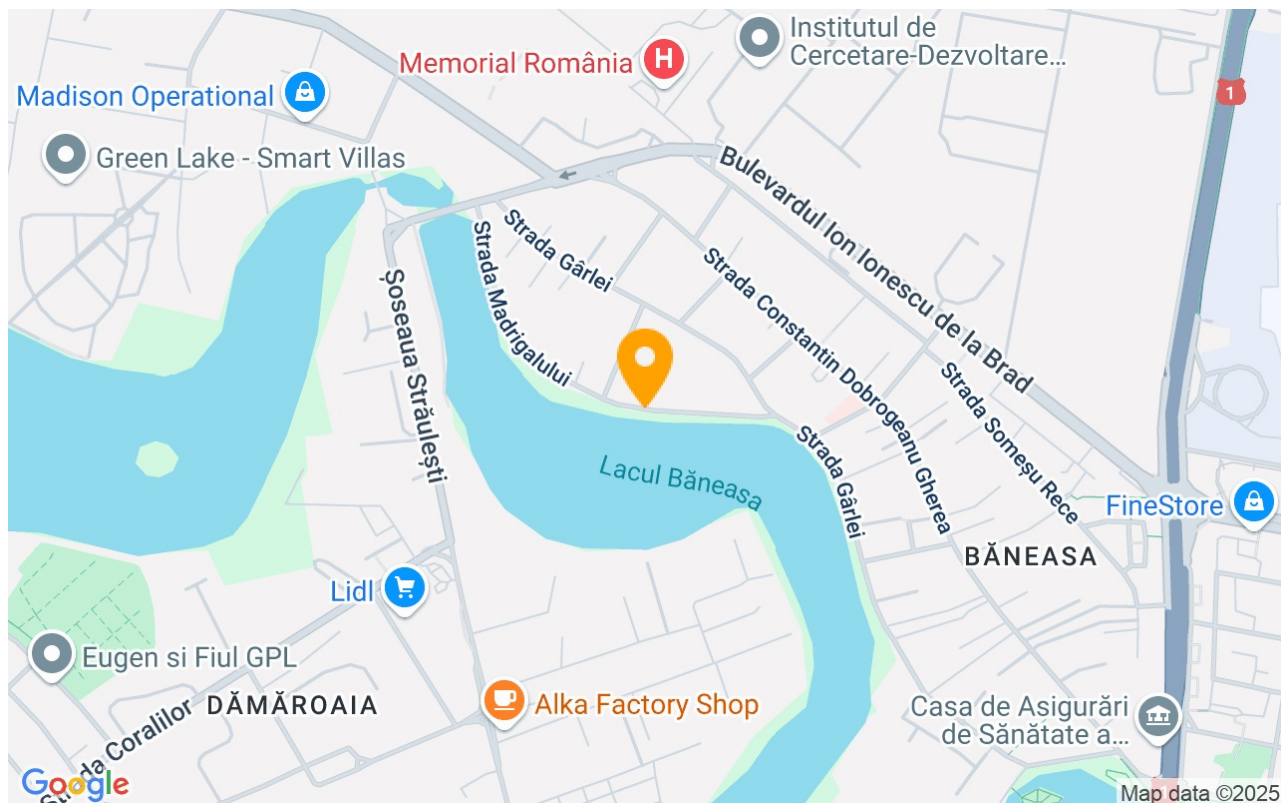 Institutul de
Cercetare-Dezvoltare...
Memorial România
H
1
Madison Operational
Green Lake - Smart Villas
Bulevardul Ion Ionescu de la Brad
Strada Gârlei
Strada Madrigalului
Strada Constantin Dobrogeanu Gherea
Șoseaua Străulești
Strada Someșu Rece
Strada Gârlei
Lacul Băneasa
FineStore
BĂNEASA
Lidl
Eugen si Fiul GPL
DĂMĂROAIA
Alka Factory Shop
Casa de Asigurări
de Sănătate a...
Strada Coralilor
Google
Map data ©2025